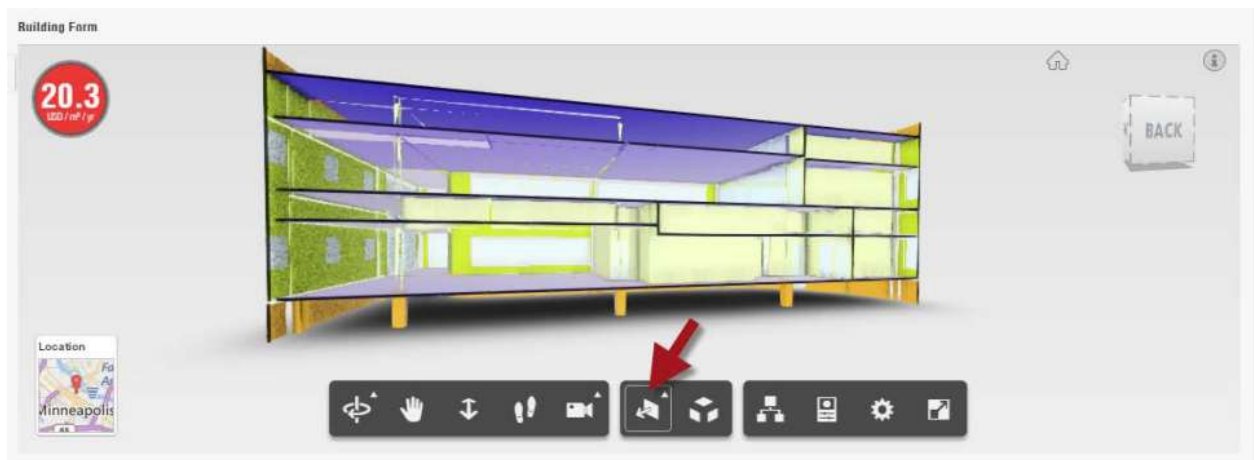 Building Form
20.3
USD / m² / yr
BACK
Location
Minneapolis